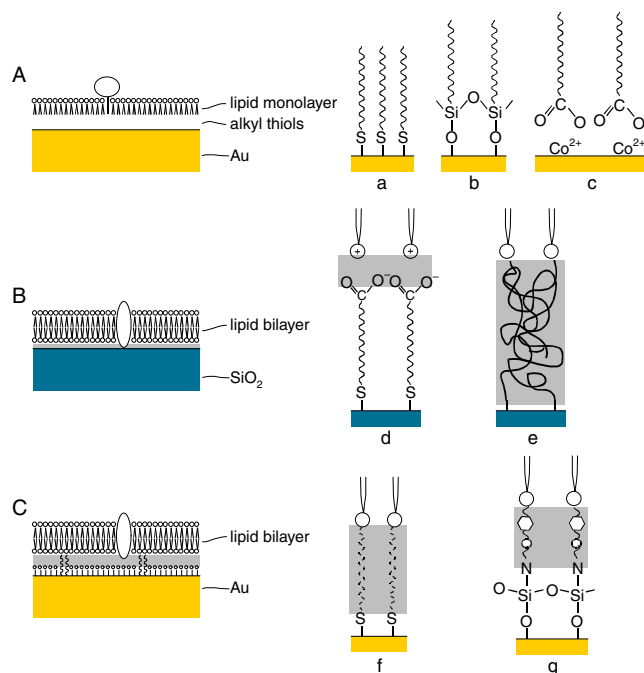 A
lipid monolayer
alkyl thiols
Au
S S S
a
O
Si Si
O O
b
C C
O O O O
Co²⁺ Co²⁺
c
B
lipid bilayer
SiO₂
+ +
O O⁻ O O⁻
C C
S S
d
e
C
lipid bilayer
Au
S S
f
N N
O Si O Si
O O
g